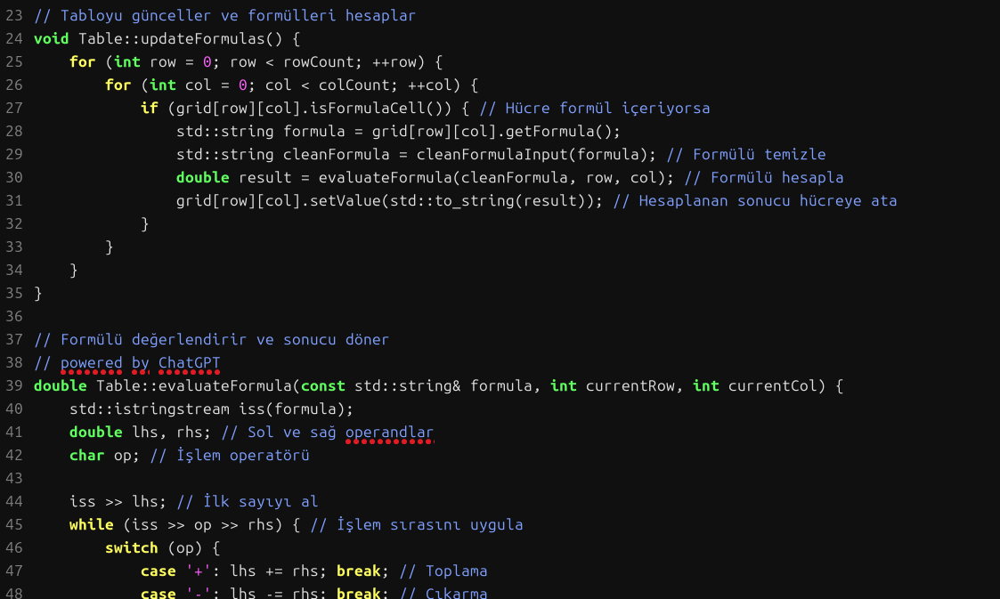 23 // Tabloyu günceller ve formülleri hesaplar
24 void Table::updateFormulas() {
25     for (int row = 0; row < rowCount; ++row) {
26         for (int col = 0; col < colCount; ++col) {
27             if (grid[row][col].isFormulaCell()) { // Hücre formül içeriyorsa
28                 std::string formula = grid[row][col].getFormula();
29                 std::string cleanFormula = cleanFormulaInput(formula); // Formülü temizle
30                 double result = evaluateFormula(cleanFormula, row, col); // Formülü hesapla
31                 grid[row][col].setValue(std::to_string(result)); // Hesaplanan sonucu hücreye ata
32             }
33         }
34     }
35 }
36
37 // Formülü değerlendirir ve sonucu döner
38 // powered by ChatGPT
39 double Table::evaluateFormula(const std::string& formula, int currentRow, int currentCol) {
40     std::istringstream iss(formula);
41     double lhs, rhs; // Sol ve sağ operandlar
42     char op; // İşlem operatörü
43
44     iss >> lhs; // İlk sayıyı al
45     while (iss >> op >> rhs) { // İşlem sırasını uygula
46         switch (op) {
47             case '+': lhs += rhs; break; // Toplama
48             case '-': lhs -= rhs; break; // Çıkarma